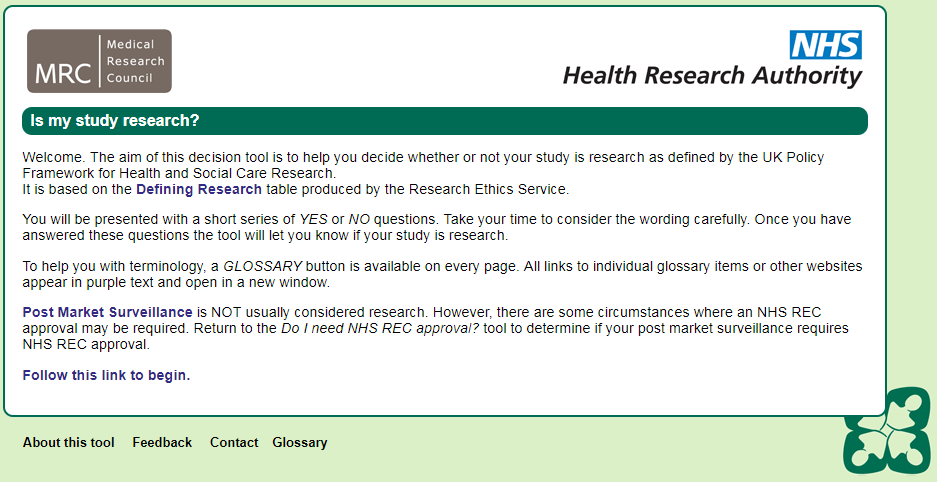 MRC
Medical
Research
Council
NHS
Health Research Authority
Is my study research?
Welcome. The aim of this decision tool is to help you decide whether or not your study is research as defined by the UK Policy
Framework for Health and Social Care Research.
It is based on the Defining Research table produced by the Research Ethics Service.
You will be presented with a short series of YES or NO questions. Take your time to consider the wording carefully. Once you have
answered these questions the tool will let you know if your study is research.
To help you with terminology, a GLOSSARY button is available on every page. All links to individual glossary items or other websites
appear in purple text and open in a new window.
Post Market Surveillance is NOT usually considered research. However, there are some circumstances where an NHS REC
approval may be required. Return to the Do I need NHS REC approval? tool to determine if your post market surveillance requires
NHS REC approval.
Follow this link to begin.
About this tool Feedback Contact Glossary